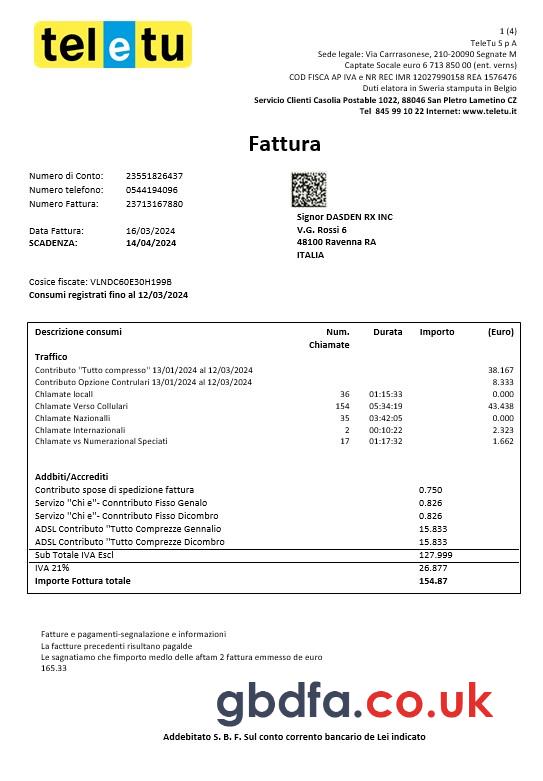 teletu
1 (4)
TeleTu S p A
Sede legale: Via Carrrasonese, 210-20090 Segnate M
Captate Socale euro 6 713 850 00 (ent. verns)
COD FISCA AP IVA e NR REC IMR 12027990158 REA 1576476
Duti elatora in Sweria stamputa in Belgio
Servicio Clienti Casolia Postable 1022, 88046 San Pletro Lametino CZ
Tel 845 99 10 22 Internet: www.teletu.it
Fattura
Numero di Conto: 23551826437
Numero telefono: 0544194096
Numero Fattura: 23713167880
Data Fattura: 16/03/2024
SCADENZA: 14/04/2024
Signor DASDEN RX INC
V.G. Rossi 6
48100 Ravenna RA
ITALIA
Cosice fiscate: VLNDC60E30H199B
Consumi registrati fino al 12/03/2024
Descrizione consumi Num. Chiamate Durata Importo (Euro)
Traffico
Contributo "Tutto compresso" 13/01/2024 al 12/03/2024 38.167
Contributo Opzione Contrulari 13/01/2024 al 12/03/2024 8.333
Chlamate locall 36 01:15:33 0.000
Chlamate Verso Collulari 154 05:34:19 43.438
Chlamate Nazionalli 35 03:42:05 0.000
Chlamate Internazionali 2 00:10:22 2.323
Chlamate vs Numerazional Speciati 17 01:17:32 1.662
Addbiti/Accrediti
Contributo spose di spedizione fattura 0.750
Servizo "Chi e"- Conntributo Fisso Genalo 0.826
Servizo "Chi e"- Conntributo Fisso Dicombro 0.826
ADSL Contributo "Tutto Comprezze Gennalio 15.833
ADSL Contributo "Tutto Comprezze Dicombro 15.833
Sub Totale IVA Escl 127.999
IVA 21% 26.877
Importe Fottura totale 154.87
Fatture e pagamenti-segnalazione e informazioni
La factture precedenti risultano pagalde
Le sagnatiamo che fimporto medlo delle aftam 2 fattura emmesso de euro
165.33
gbdfa.co.uk
Addebitato S. B. F. Sul conto corrento bancario de Lei indicato